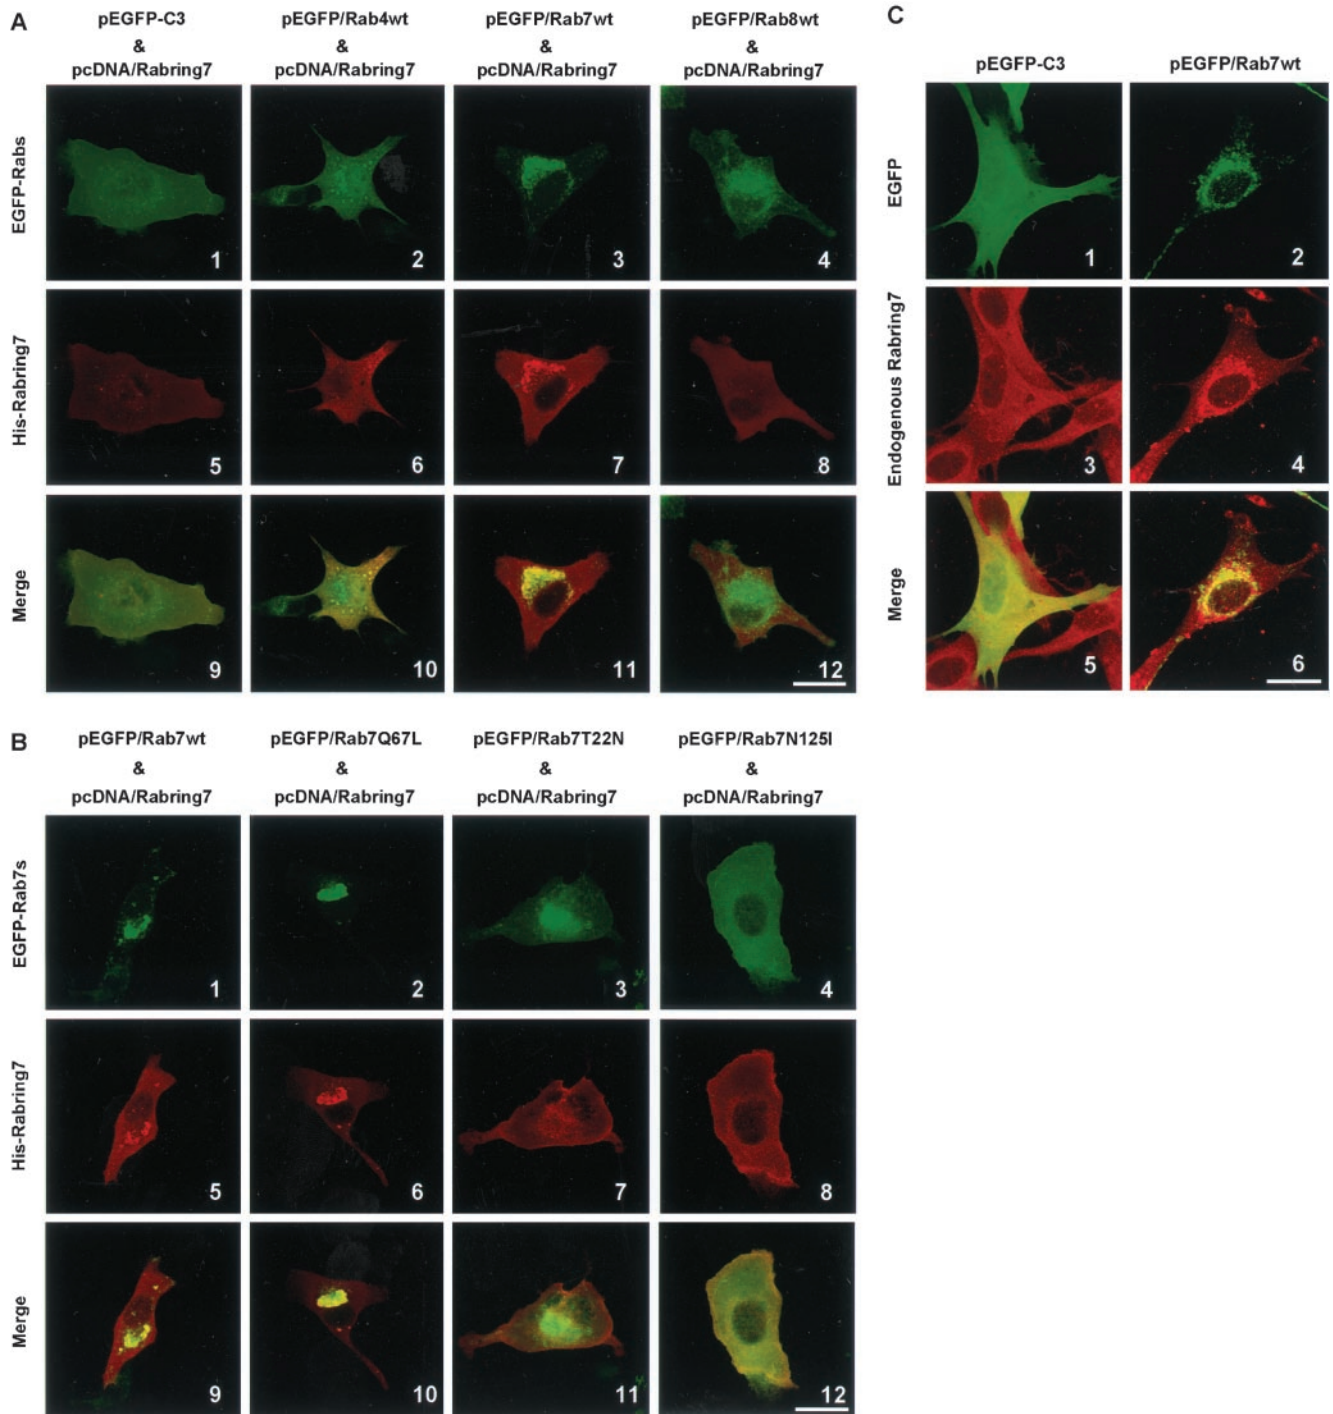 A
pEGFP-C3
&
pcDNA/Rabring7
pEGFP/Rab4wt
&
pcDNA/Rabring7
pEGFP/Rab7wt
&
pcDNA/Rabring7
pEGFP/Rab8wt
&
pcDNA/Rabring7
EGFP-Rabs
1
2
3
4
His-Rabring7
5
6
7
8
Merge
9
10
11
12
B
pEGFP/Rab7wt
&
pcDNA/Rabring7
pEGFP/Rab7Q67L
&
pcDNA/Rabring7
pEGFP/Rab7T22N
&
pcDNA/Rabring7
pEGFP/Rab7N125I
&
pcDNA/Rabring7
EGFP-Rab7s
1
2
3
4
His-Rabring7
5
6
7
8
Merge
9
10
11
12
C
pEGFP-C3
pEGFP/Rab7wt
EGFP
1
2
Endogenous Rabring7
3
4
Merge
5
6